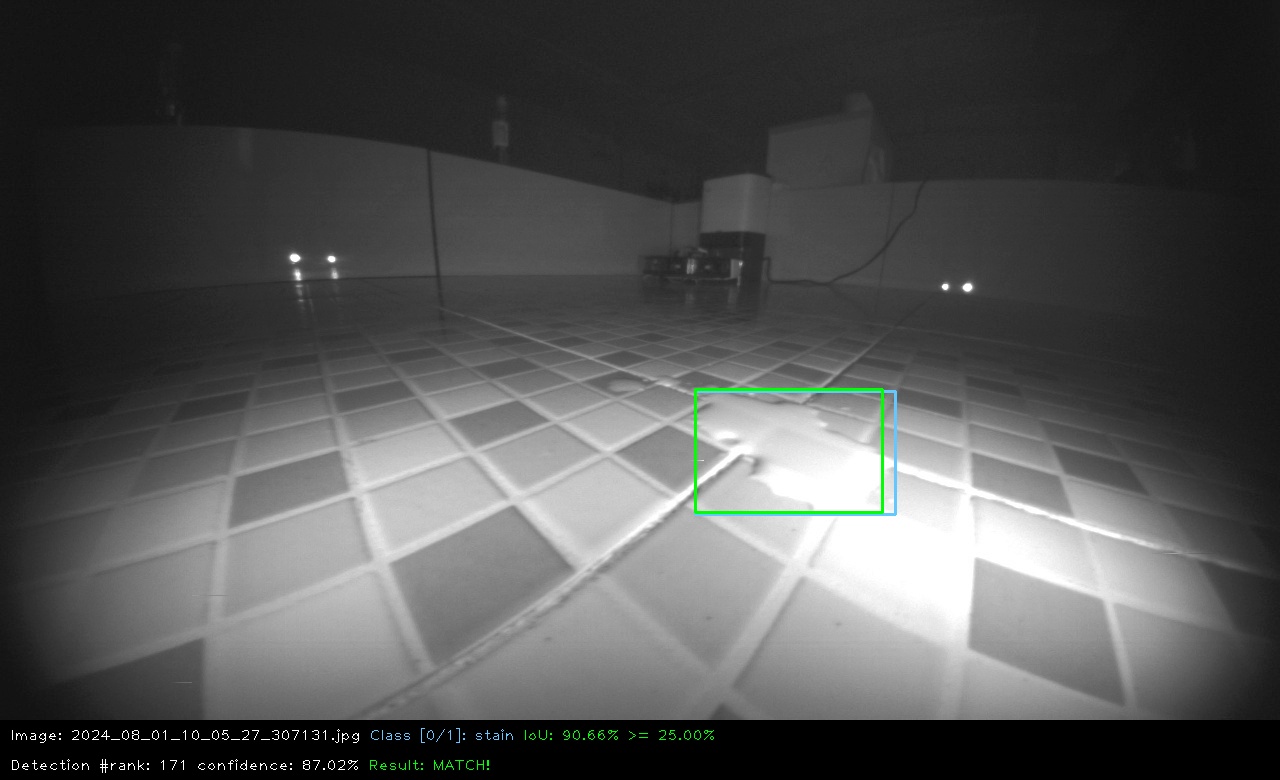 Image: 2024_08_01_10_05_27_307131.jpg Class [0/1]: stain IoU: 90.66% >= 25.00%
Detection #rank: 171 confidence: 87.02% Result: MATCH!